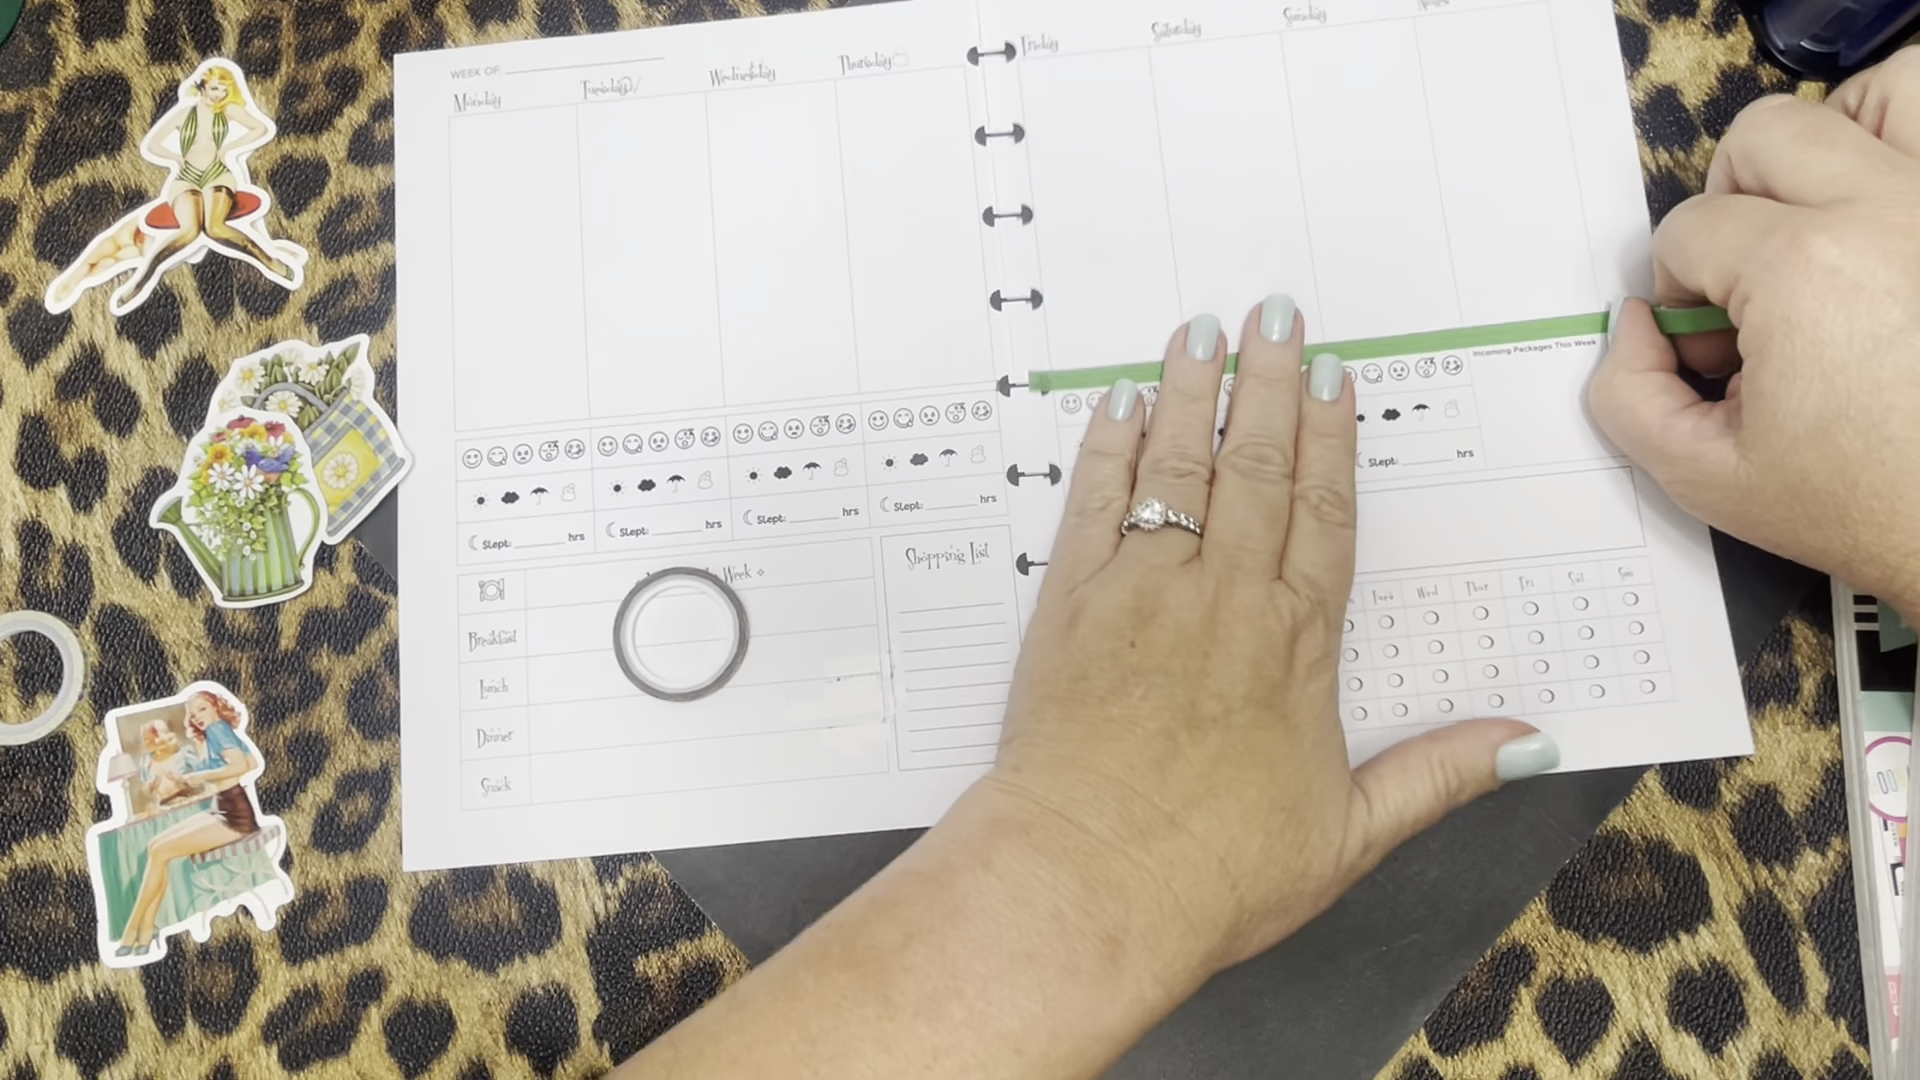 WEEK OF:
Monday
Tuesday
Wednesday
Thursday
Friday
Saturday
Sunday
Incoming Packages This Week
Slept: hrs
Slept: hrs
Slept: hrs
Slept: hrs
Slept: hrs
Week
Shopping List
Breakfast
Lunch
Dinner
Snack
Tues Wed Thur Fri Sat Sun